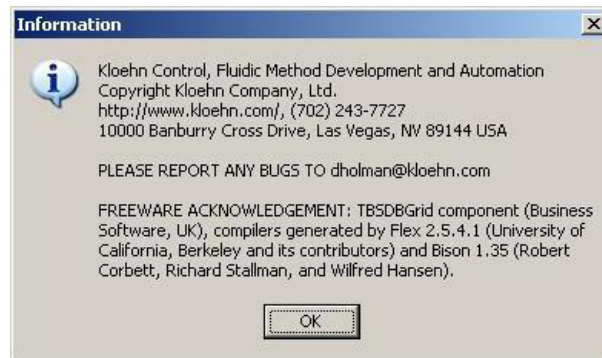 Information
Kloehn Control, Fluidic Method Development and Automation
Copyright Kloehn Company, Ltd.
http://www.kloehn.com/, (702) 243-7727
10000 Banburry Cross Drive, Las Vegas, NV 89144 USA
PLEASE REPORT ANY BUGS TO dholman@kloehn.com
FREEWARE ACKNOWLEDGEMENT: TBSDBGrid component (Business
Software, UK), compilers generated by Flex 2.5.4.1 (University of
California, Berkeley and its contributors) and Bison 1.35 (Robert
Corbett, Richard Stallman, and Wilfred Hansen).
OK